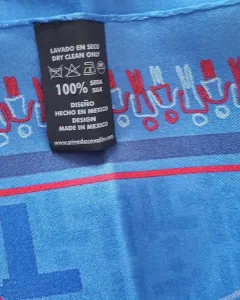 LAVADO EN SECO
DRY CLEAN ONLY
100% SEDA
SILK
DISEÑO
HECHO EN MEXICO
DESIGN
MADE IN MEXICO
www.pinedacovalin.com